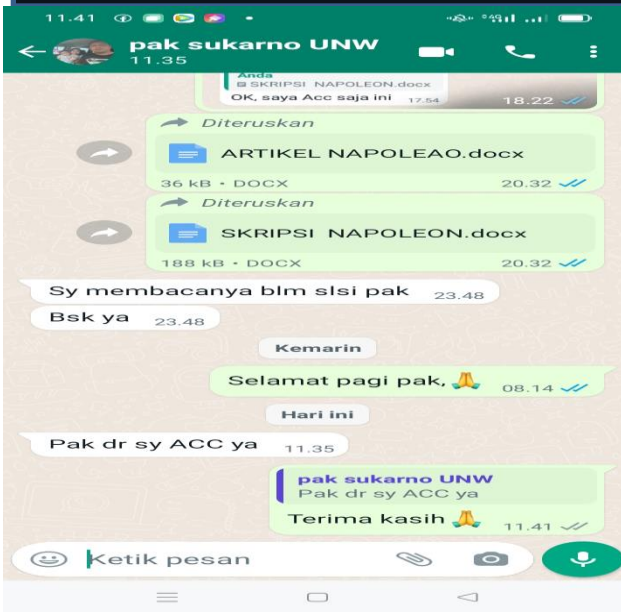 11.41
pak sukarno UNW
11.35
Anda
SKRIPSI NAPOLEON.docx
OK, saya Acc saja ini 17.54
18.22
Diteruskan
ARTIKEL NAPOLEAO.docx
36 kB • DOCX 20.32
Diteruskan
SKRIPSI NAPOLEON.docx
188 kB • DOCX 20.32
Sy membacanya blm slsi pak 23.48
Bsk ya 23.48
Kemarin
Selamat pagi pak, 🙏 08.14
Hari ini
Pak dr sy ACC ya 11.35
pak sukarno UNW
Pak dr sy ACC ya
Terima kasih 🙏 11.41
Ketik pesan